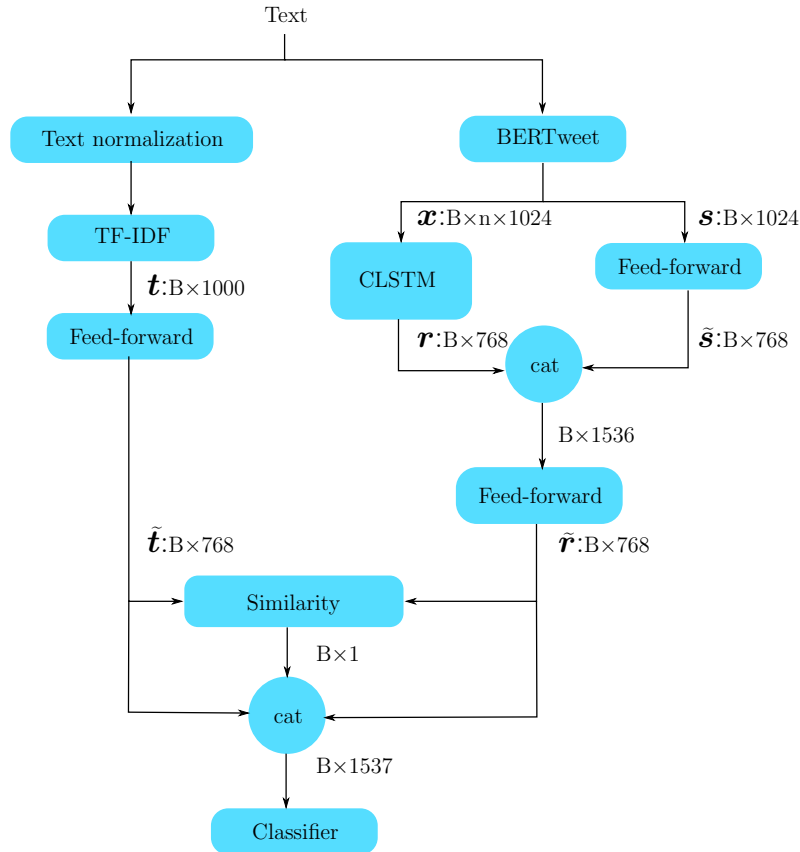 Text
Text normalization
BERTweet
x:B×n×1024
s:B×1024
TF-IDF
CLSTM
Feed-forward
t:B×1000
Feed-forward
r:B×768
s̃:B×768
cat
B×1536
Feed-forward
t̃:B×768
r̃:B×768
Similarity
B×1
cat
B×1537
Classifier